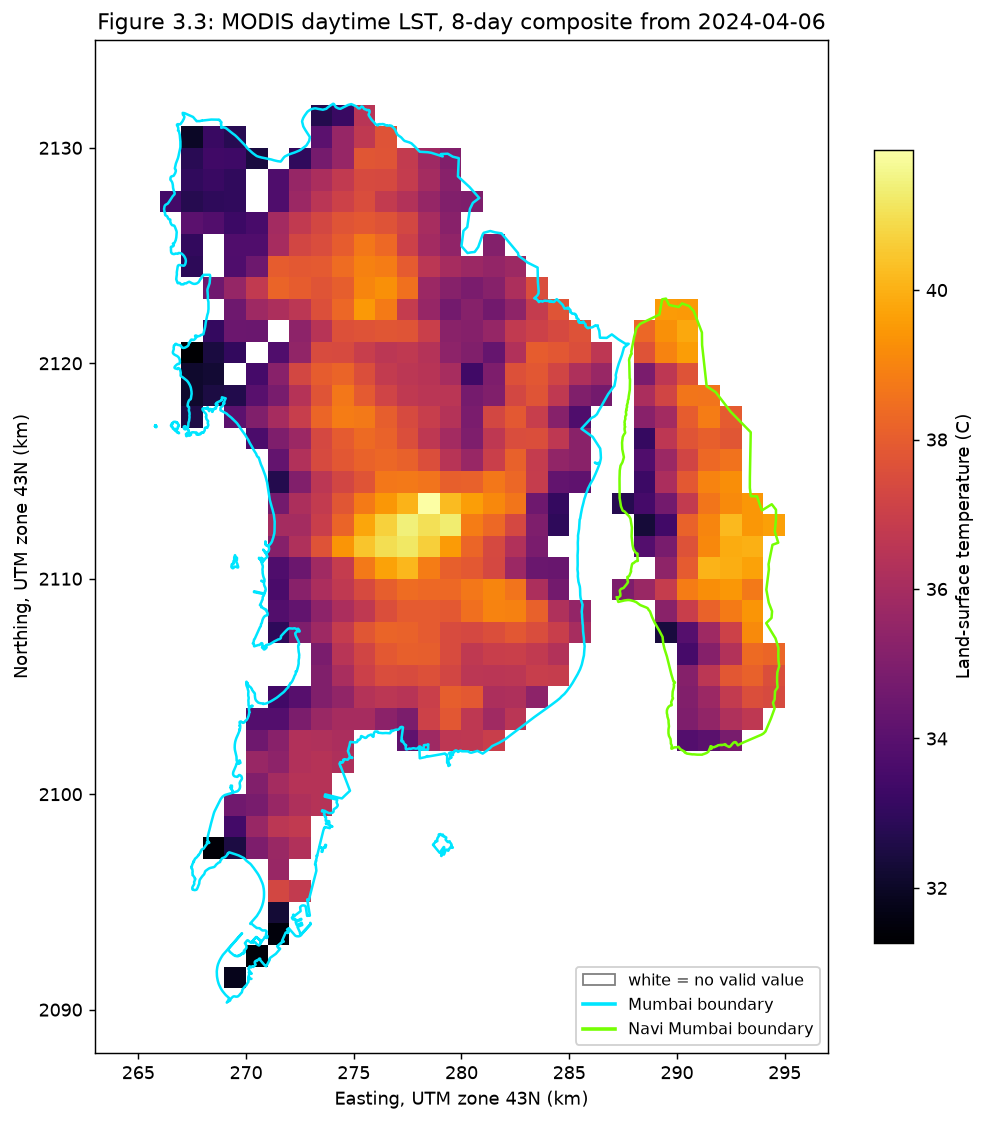 Figure 3.3: MODIS daytime LST, 8-day composite from 2024-04-06
2130
2120
2110
2100
2090
Northing, UTM zone 43N (km)
265 270 275 280 285 290 295
Easting, UTM zone 43N (km)
white = no valid value
Mumbai boundary
Navi Mumbai boundary
40
38
36
34
32
Land-surface temperature (C)